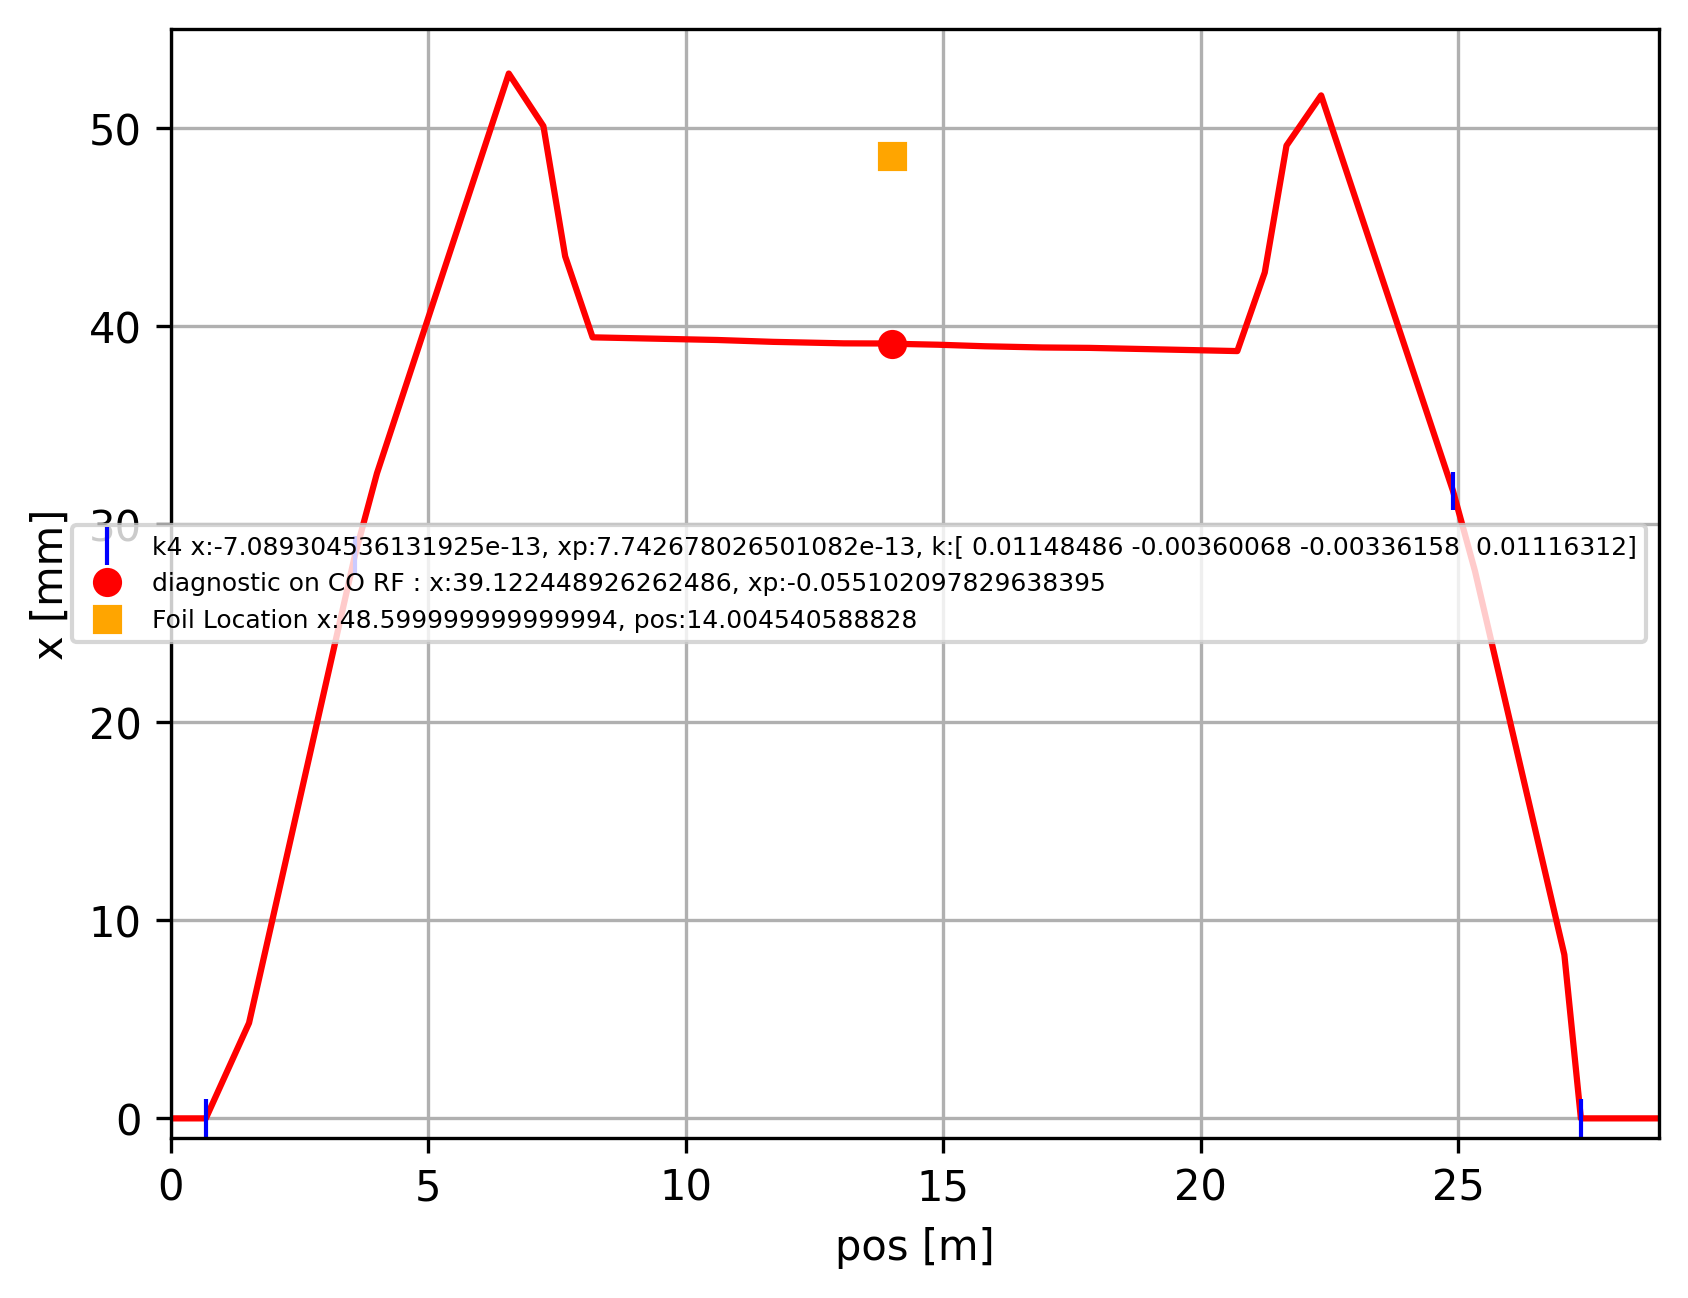 50
40
30
20
10
0
x [mm]
k4 x:-7.089304536131925e-13, xp:7.742678026501082e-13, k:[ 0.01148486 -0.00360068 -0.00336158  0.01116312]
diagnostic on CO RF : x:39.122448926262486, xp:-0.055102097829638395
Foil Location x:48.599999999999994, pos:14.004540588828
0 5 10 15 20 25
pos [m]